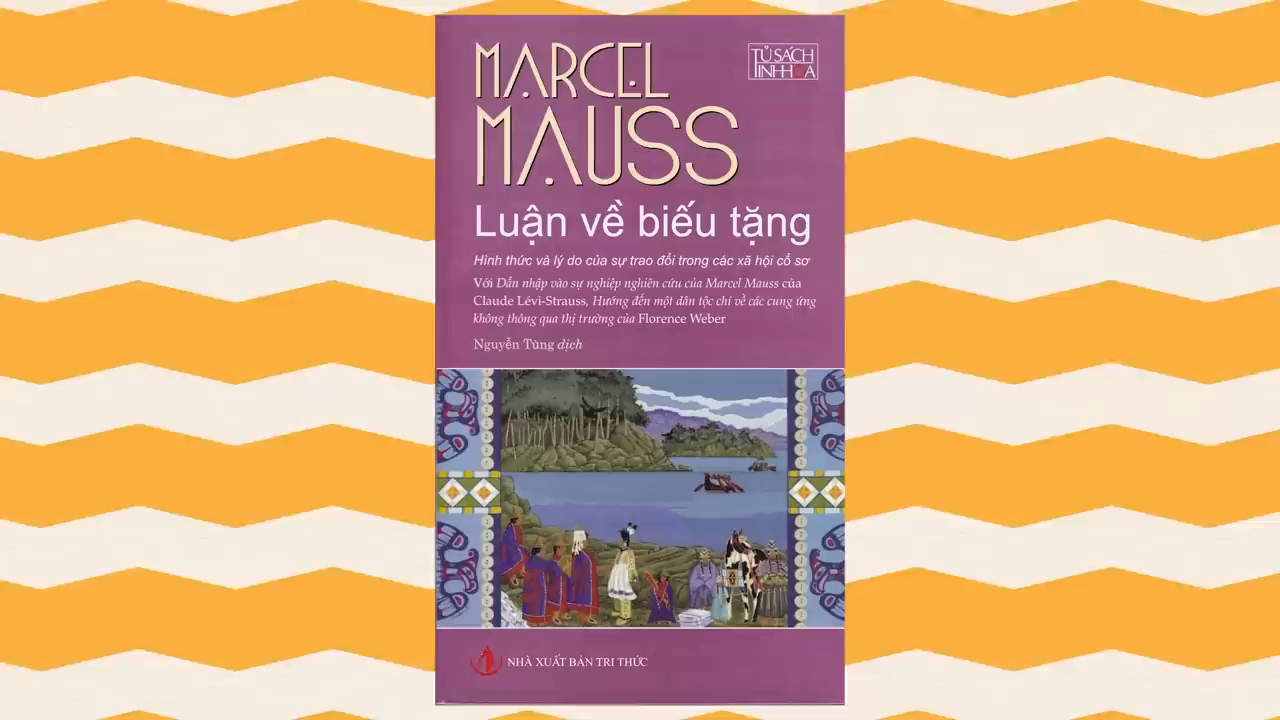 MARCEL
MAUSS
TỦ SÁCH
TINH HOA
Luận về biếu tặng
Hình thức và lý do của sự trao đổi trong các xã hội cổ sơ
Với Dẫn nhập vào sự nghiệp nghiên cứu của Marcel Mauss của
Claude Lévi-Strauss, Hướng đến một dân tộc chí về các cung ứng
không thông qua thị trường của Florence Weber
Nguyễn Tùng dịch
NHÀ XUẤT BẢN TRI THỨC